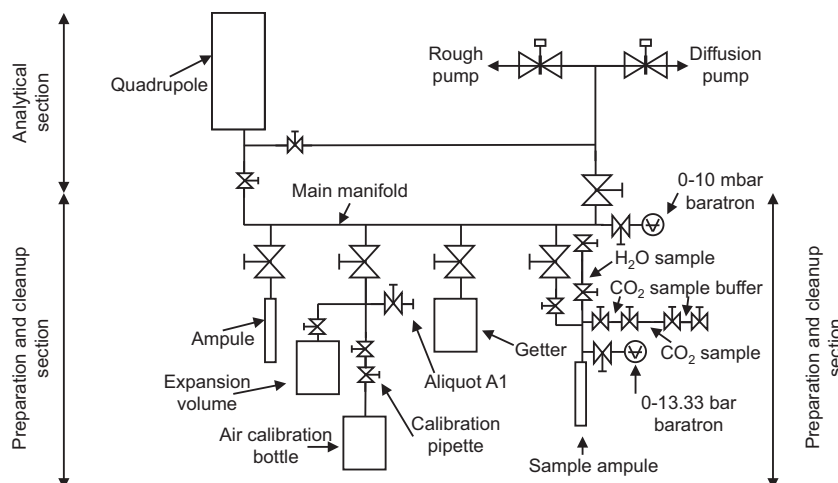 Analytical
section
Quadrupole
Rough
pump
Diffusion
pump
Main manifold
0-10 mbar
baratron
H2O sample
CO2 sample buffer
CO2 sample
Preparation and cleanup
section
Ampule
Expansion
volume
Aliquot A1
Getter
Air calibration
bottle
Calibration
pipette
0-13.33 bar
baratron
Sample ampule
Preparation and cleanup
section